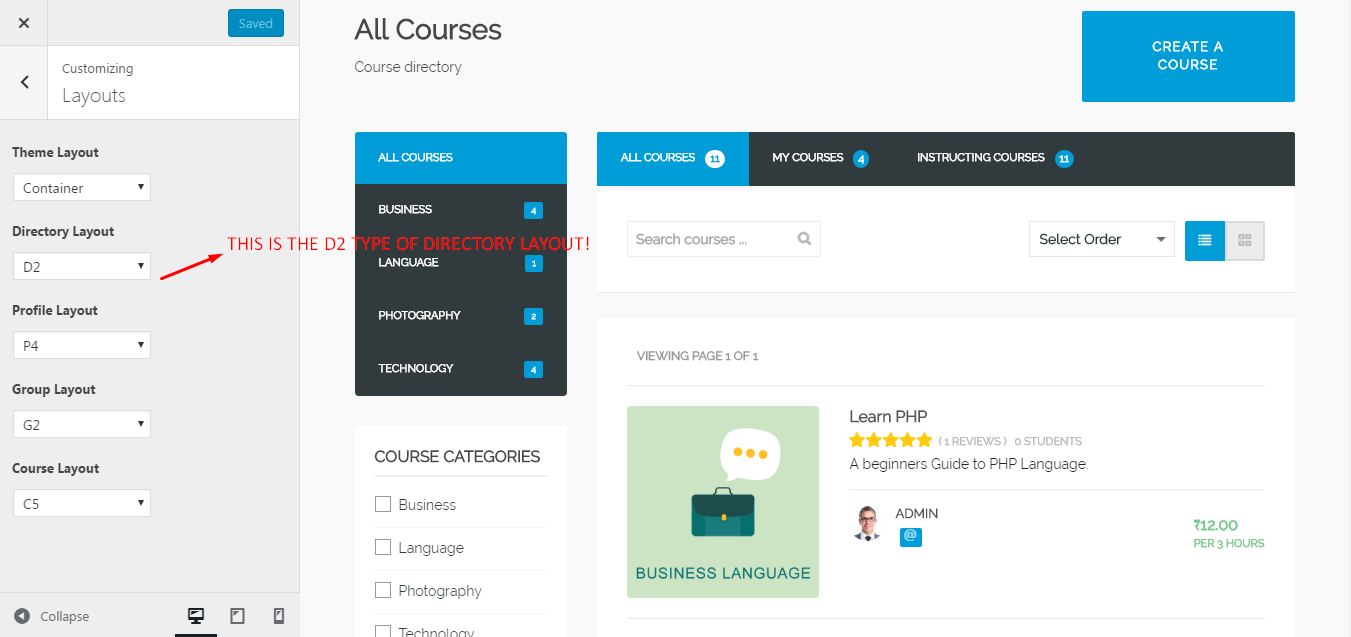 Saved
Customizing
Layouts
Theme Layout
Container
Directory Layout
D2
THIS IS THE D2 TYPE OF DIRECTORY LAYOUT!
Profile Layout
P4
Group Layout
G2
Course Layout
C5
Collapse
All Courses
Course directory
CREATE A
COURSE
ALL COURSES
BUSINESS 4
LANGUAGE 1
PHOTOGRAPHY 2
TECHNOLOGY 4
COURSE CATEGORIES
Business
Language
Photography
Technology
ALL COURSES 11 MY COURSES 4 INSTRUCTING COURSES 11
Search courses ... Select Order
VIEWING PAGE 1 OF 1
BUSINESS LANGUAGE
Learn PHP
( 1 REVIEWS ) 0 STUDENTS
A beginners Guide to PHP Language.
ADMIN
@
₹12.00
PER 3 HOURS